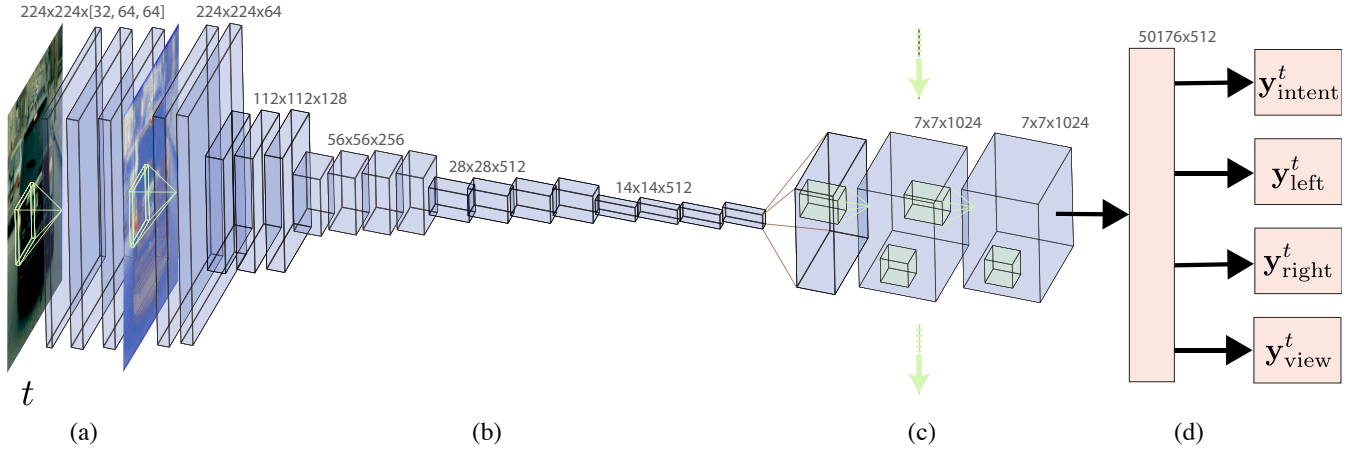 224x224x[32, 64, 64]
224x224x64
112x112x128
56x56x256
28x28x512
14x14x512
7x7x1024
7x7x1024
50176x512
y^t_intent
y^t_left
y^t_right
y^t_view
t
(a)
(b)
(c)
(d)